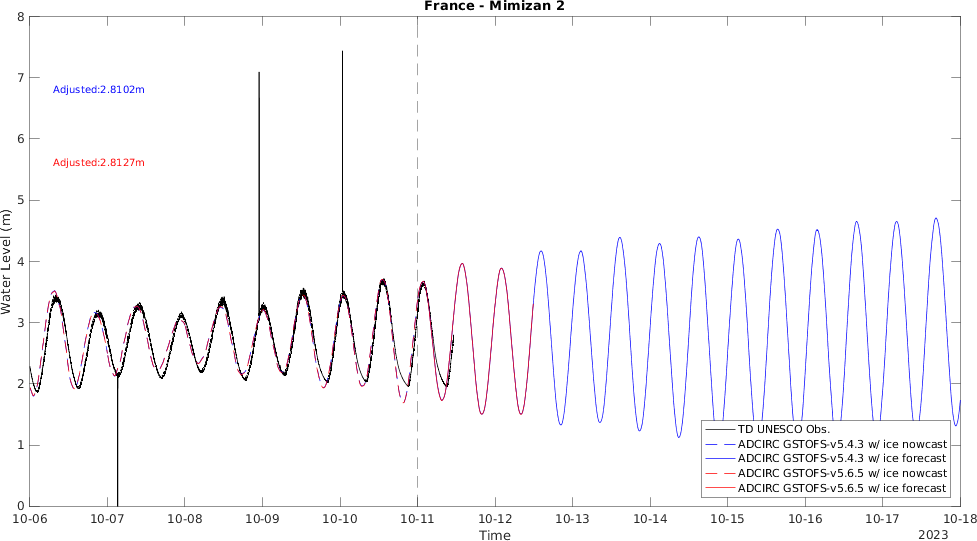 France - Mimizan 2
8
7
6
5
4
3
2
1
0
Water Level (m)
Adjusted:2.8102m
Adjusted:2.8127m
TD UNESCO Obs.
ADCIRC GSTOFS-v5.4.3 w/ ice nowcast
ADCIRC GSTOFS-v5.4.3 w/ ice forecast
ADCIRC GSTOFS-v5.6.5 w/ ice nowcast
ADCIRC GSTOFS-v5.6.5 w/ ice forecast
10-06 10-07 10-08 10-09 10-10 10-11 10-12 10-13 10-14 10-15 10-16 10-17 10-18
Time
2023